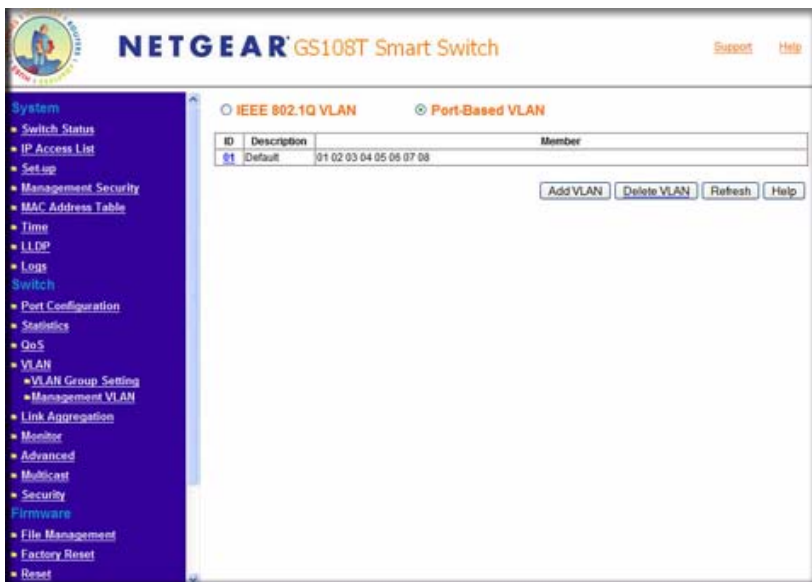 NETGEAR GS108T Smart Switch
Support Help
System
Switch Status
IP Access List
Set-up
Management Security
MAC Address Table
Time
LLDP
Logs
Switch
Port Configuration
Statistics
QoS
VLAN
VLAN Group Setting
Management VLAN
Link Aggregation
Monitor
Advanced
Multicast
Security
Firmware
File Management
Factory Reset
Reset
IEEE 802.1Q VLAN Port-Based VLAN
ID Description Member
01 Default 01 02 03 04 05 06 07 08
Add VLAN Delete VLAN Refresh Help